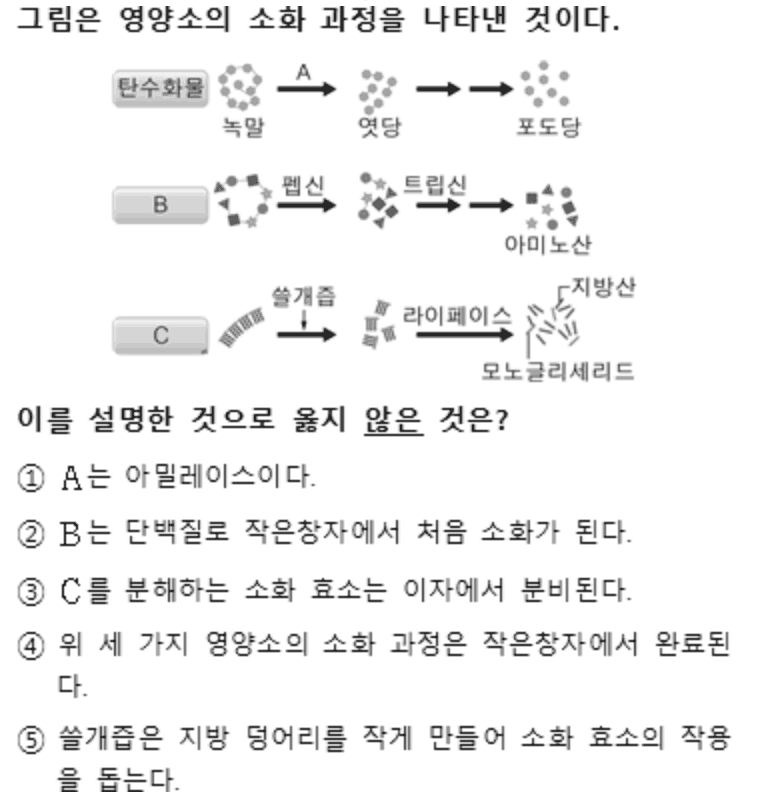 그림은 영양소의 소화 과정을 나타낸 것이다.
탄수화물 A
녹말 엿당 포도당
B 펩신 트립신
아미노산
C 쓸개즙 라이페이스 지방산
모노글리세리드
이를 설명한 것으로 옳지 않은 것은?
① A는 아밀레이스이다.
② B는 단백질로 작은창자에서 처음 소화가 된다.
③ C를 분해하는 소화 효소는 이자에서 분비된다.
④ 위 세 가지 영양소의 소화 과정은 작은창자에서 완료된
다.
⑤ 쓸개즙은 지방 덩어리를 작게 만들어 소화 효소의 작용
을 돕는다.